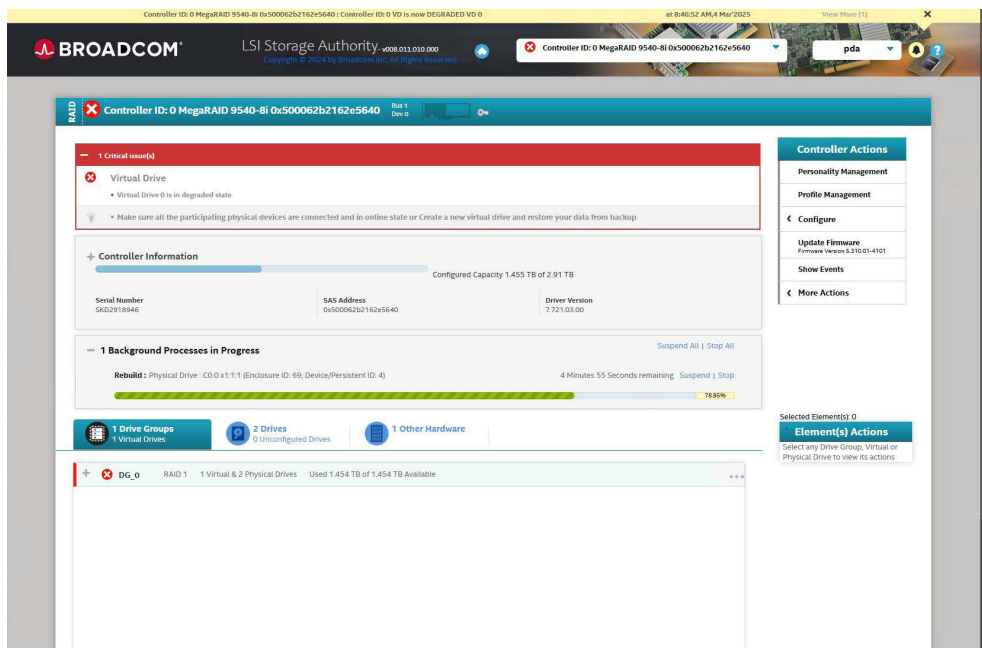 Controller ID: 0 MegaRAID 9540-8i 0x500062b2162e5640 ; Controller ID: 0 VD is now DEGRADED VD 0 at 8:46:52 AM,4 Mar'2025 View More [1]
BROADCOM
LSI Storage Authority- v008.011.010.000
Copyright © 2024 by Broadcom Inc. All Rights Reserved
Controller ID: 0 MegaRAID 9540-8i 0x500062b2162e5640
pda
RAID
Controller ID: 0 MegaRAID 9540-8i 0x500062b2162e5640
Bus 1
Dev 0
1 Critical issue(s)
Virtual Drive
• Virtual Drive 0 is in degraded state
• Make sure all the participating physical devices are connected and in online state or Create a new virtual drive and restore your data from backup
Controller Information
Configured Capacity 1.455 TB of 2.91 TB
Serial Number
SKD2918946
SAS Address
0x500062b2162e5640
Driver Version
7.721.03.00
1 Background Processes in Progress
Suspend All | Stop All
Rebuild : Physical Drive : C0.0 x1:1:1 (Enclosure ID: 69; Device/Persistent ID: 4)
4 Minutes 55 Seconds remaining Suspend | Stop
78.95%
1 Drive Groups
1 Virtual Drives
2 Drives
0 Unconfigured Drives
1 Other Hardware
DG_0 RAID 1 1 Virtual & 2 Physical Drives Used 1.454 TB of 1.454 TB Available
Controller Actions
Personality Management
Profile Management
Configure
Update Firmware
Firmware Version 5.310.01-4101
Show Events
More Actions
Selected Element(s): 0
Element(s) Actions
Select any Drive Group, Virtual or
Physical Drive to view its actions